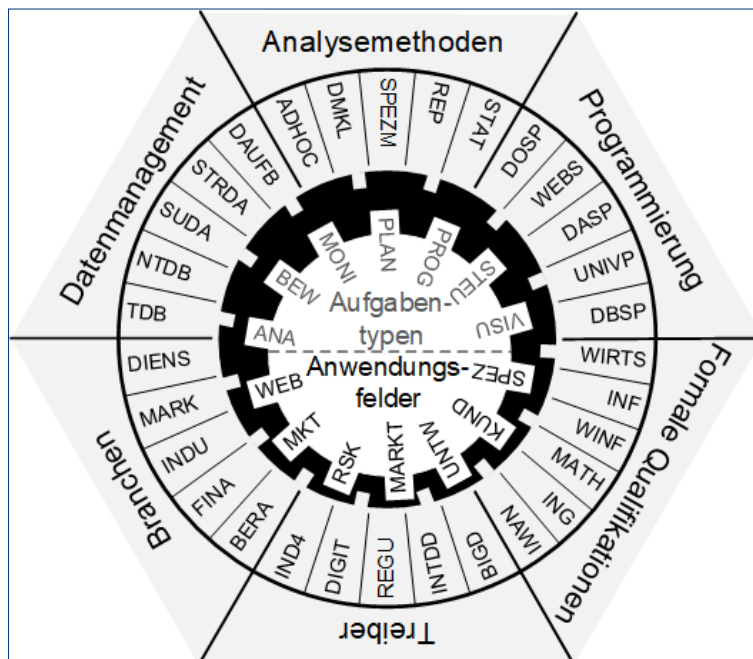 Analysemethoden
ADHOC
DMKL
SPEZM
REP
STAT
Programmierung
DOSP
WEBS
DASP
UNIVP
DBSP
Formale Qualifikationen
WIRTS
INF
WINF
MATH
ING
NAWI
Treiber
BIGD
INTDD
REGU
DIGIT
IND4
Branchen
BERA
FINA
INDU
MARK
DIENS
Datenmanagement
TDB
NTDB
SUDA
STRDA
DAUFB
ANA
BEW
MONI
PLAN
PROG
STEU
VISU
Aufgaben-
typen
Anwendungs-
felder
SPEZ
KUND
UNTW
MARKT
RSK
MKT
WEB